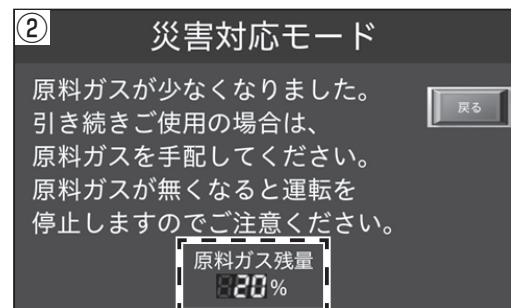 ②
災害対応モード
原料ガスが少なくなりました。
引き続きご使用の場合は、
原料ガスを手配してください。
原料ガスが無くなると運転を
停止しますのでご注意ください。
戻る
原料ガス残量
20%